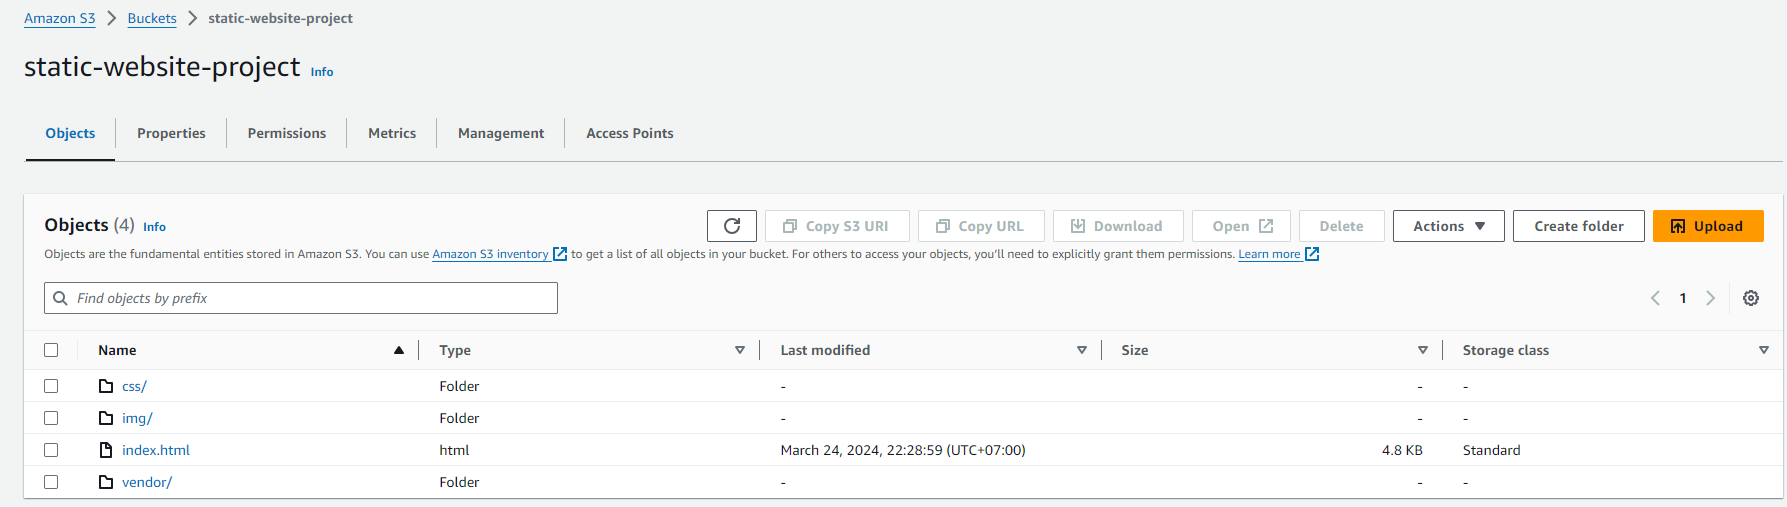 Amazon S3 > Buckets > static-website-project
static-website-project Info
Objects Properties Permissions Metrics Management Access Points
Objects (4) Info Copy S3 URI Copy URL Download Open Delete Actions Create folder Upload
Objects are the fundamental entities stored in Amazon S3. You can use Amazon S3 inventory to get a list of all objects in your bucket. For others to access your objects, you'll need to explicitly grant them permissions. Learn more
Find objects by prefix 1
Name Type Last modified Size Storage class
css/ Folder - - -
img/ Folder - - -
index.html html March 24, 2024, 22:28:59 (UTC+07:00) 4.8 KB Standard
vendor/ Folder - - -